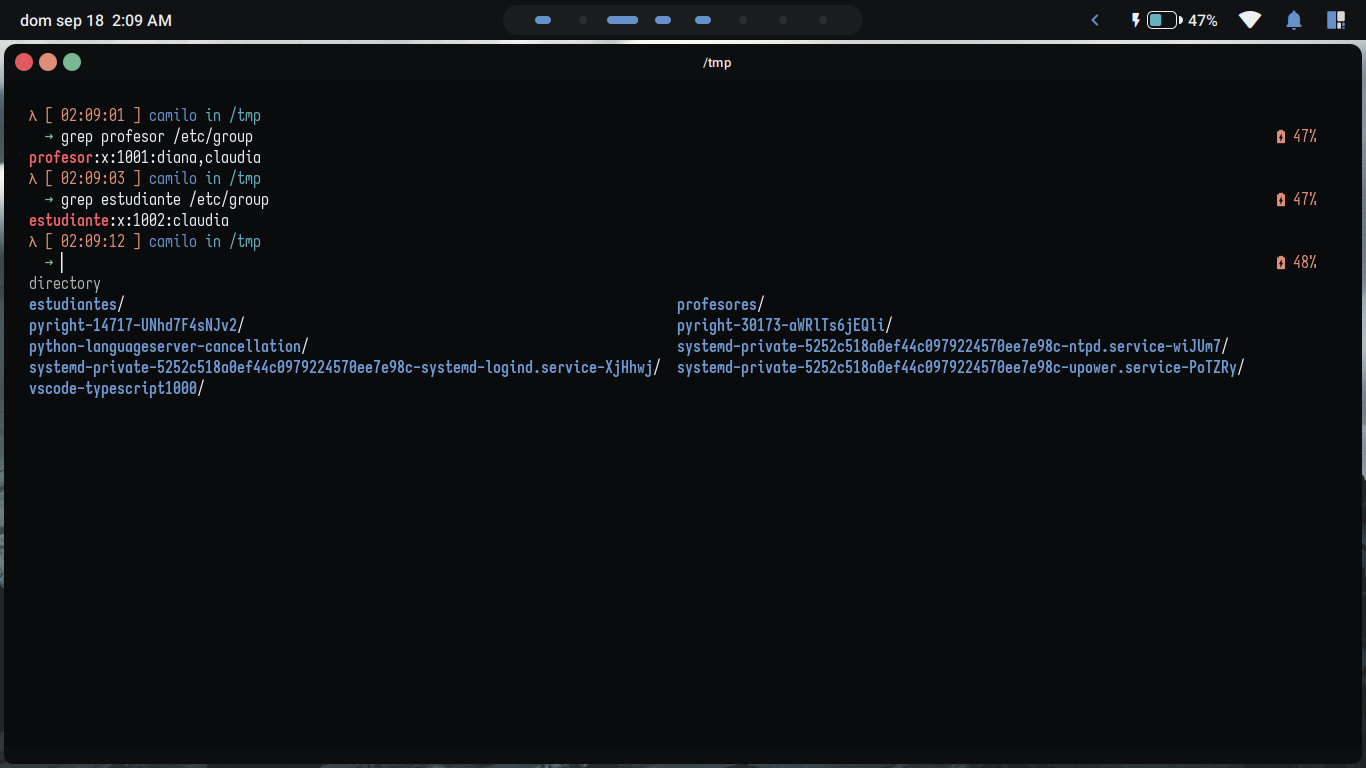 dom sep 18 2:09 AM
47%
/tmp
λ [ 02:09:01 ] camilo in /tmp
→ grep profesor /etc/group 47%
profesor:x:1001:diana,claudia
λ [ 02:09:03 ] camilo in /tmp
→ grep estudiante /etc/group 47%
estudiante:x:1002:claudia
λ [ 02:09:12 ] camilo in /tmp
→ 48%
directory
estudiantes/ profesores/
pyright-14717-UNhd7F4sNJv2/ pyright-30173-aWRlTs6jEQli/
python-languageserver-cancellation/ systemd-private-5252c518a0ef44c0979224570ee7e98c-ntpd.service-wiJUm7/
systemd-private-5252c518a0ef44c0979224570ee7e98c-systemd-logind.service-XjHhwj/ systemd-private-5252c518a0ef44c0979224570ee7e98c-upower.service-PoTZRy/
vscode-typescript1000/